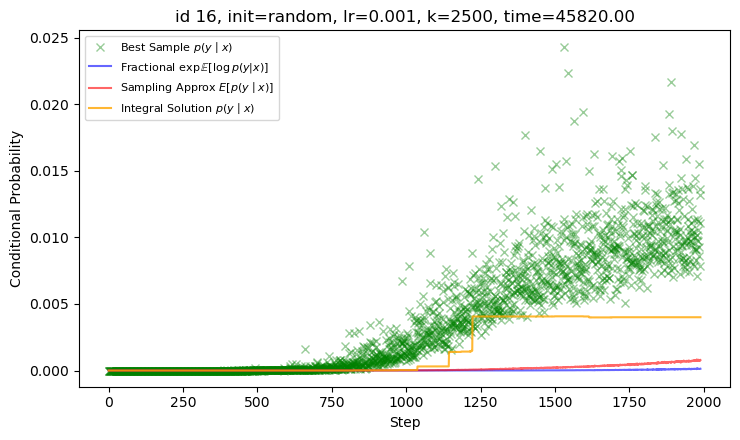 id 16, init=random, lr=0.001, k=2500, time=45820.00
Best Sample p(y | x)
Fractional exp𝔼[log p(y|x)]
Sampling Approx E[p(y | x)]
Integral Solution p(y | x)
Conditional Probability
0.025
0.020
0.015
0.010
0.005
0.000
0 250 500 750 1000 1250 1500 1750 2000
Step